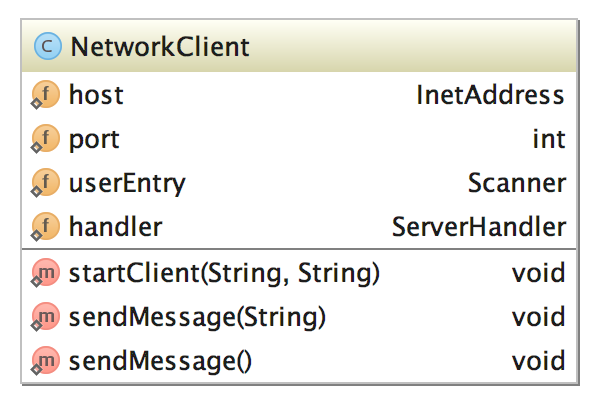 C NetworkClient
f host InetAddress
f port int
f userEntry Scanner
f handler ServerHandler
m startClient(String, String) void
m sendMessage(String) void
m sendMessage() void